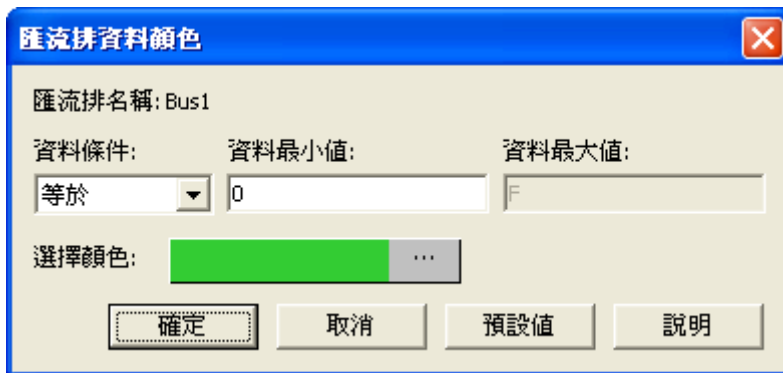 匯流排資料顏色
匯流排名稱: Bus1
資料條件: 資料最小值: 資料最大值:
等於 0 F
選擇顏色: ...
確定 取消 預設值 說明